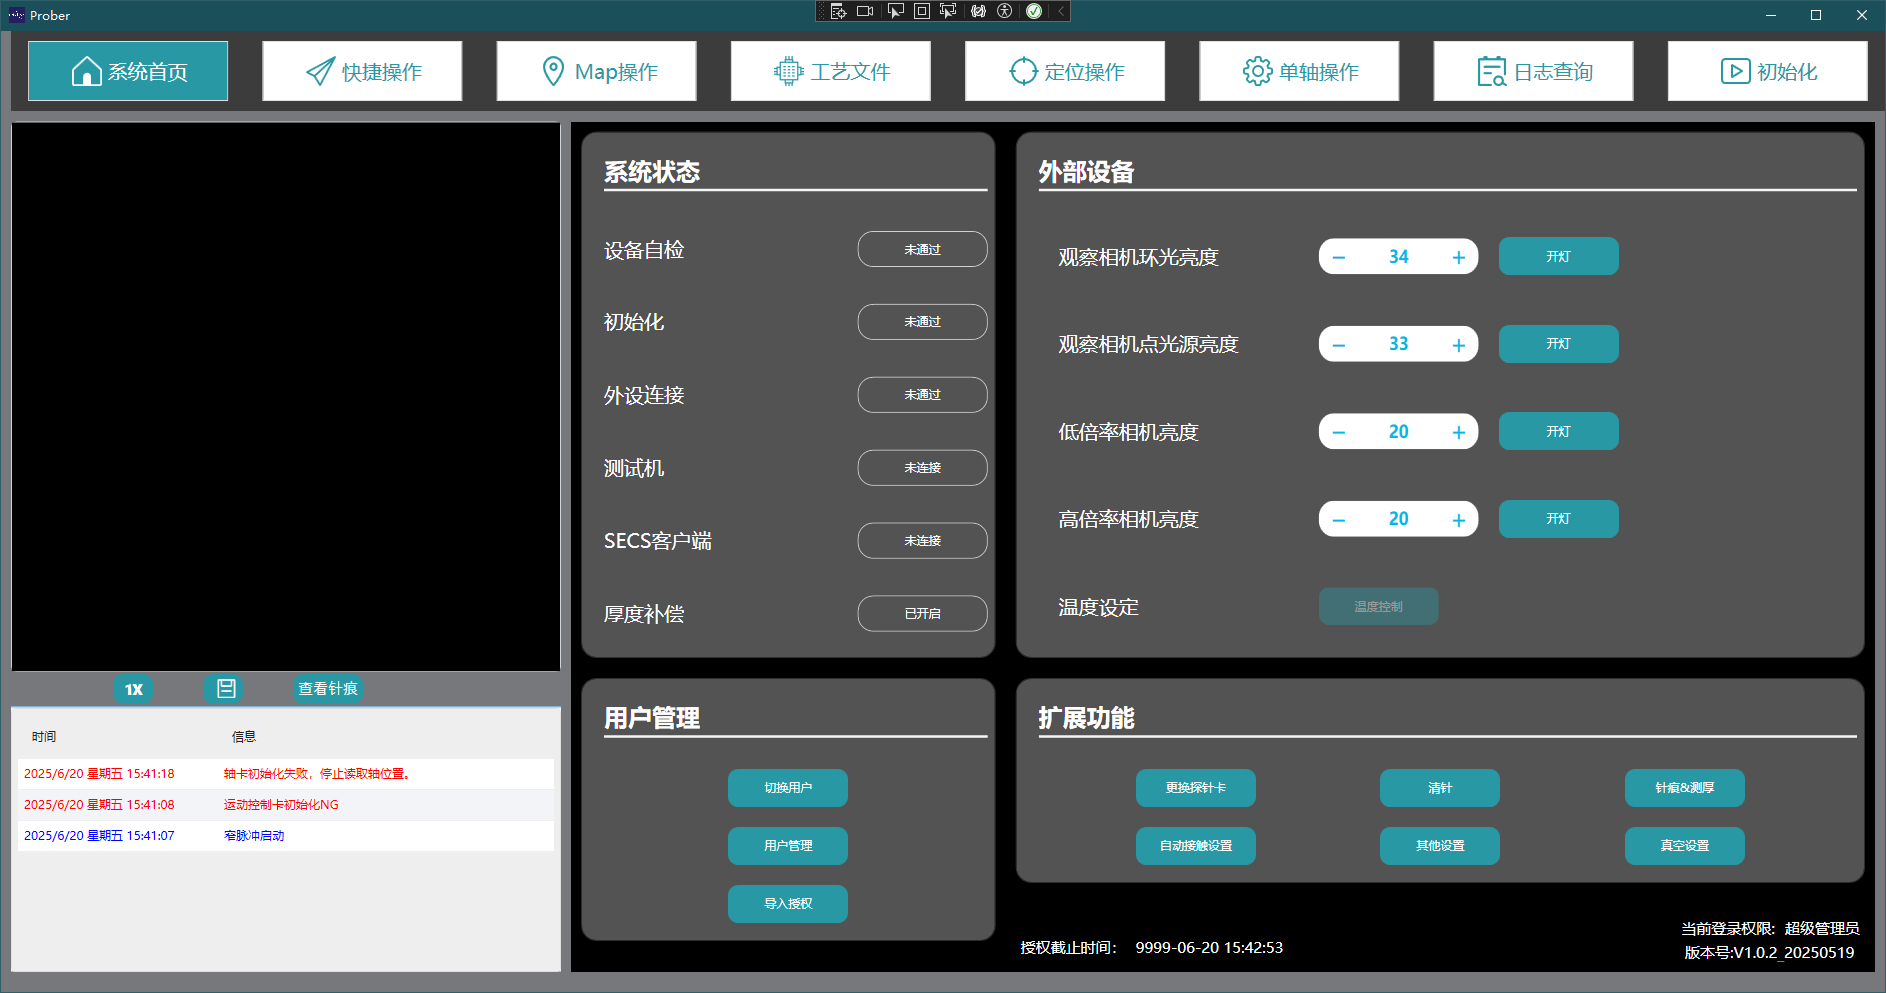 Prober
系统首页
快捷操作
Map操作
工艺文件
定位操作
单轴操作
日志查询
初始化
1X
查看针痕
时间 信息
2025/6/20 星期五 15:41:18 轴卡初始化失败，停止读取轴位置。
2025/6/20 星期五 15:41:08 运动控制卡初始化NG
2025/6/20 星期五 15:41:07 窄脉冲启动
系统状态
设备自检 未通过
初始化 未通过
外设连接 未通过
测试机 未连接
SECS客户端 未连接
厚度补偿 已开启
外部设备
观察相机环光亮度 − 34 + 开灯
观察相机点光源亮度 − 33 + 开灯
低倍率相机亮度 − 20 + 开灯
高倍率相机亮度 − 20 + 开灯
温度设定 温度控制
用户管理
切换用户
用户管理
导入授权
扩展功能
更换探针卡 清针 针痕&测厚
自动接触设置 其他设置 真空设置
授权截止时间： 9999-06-20 15:42:53
当前登录权限: 超级管理员
版本号:V1.0.2_20250519